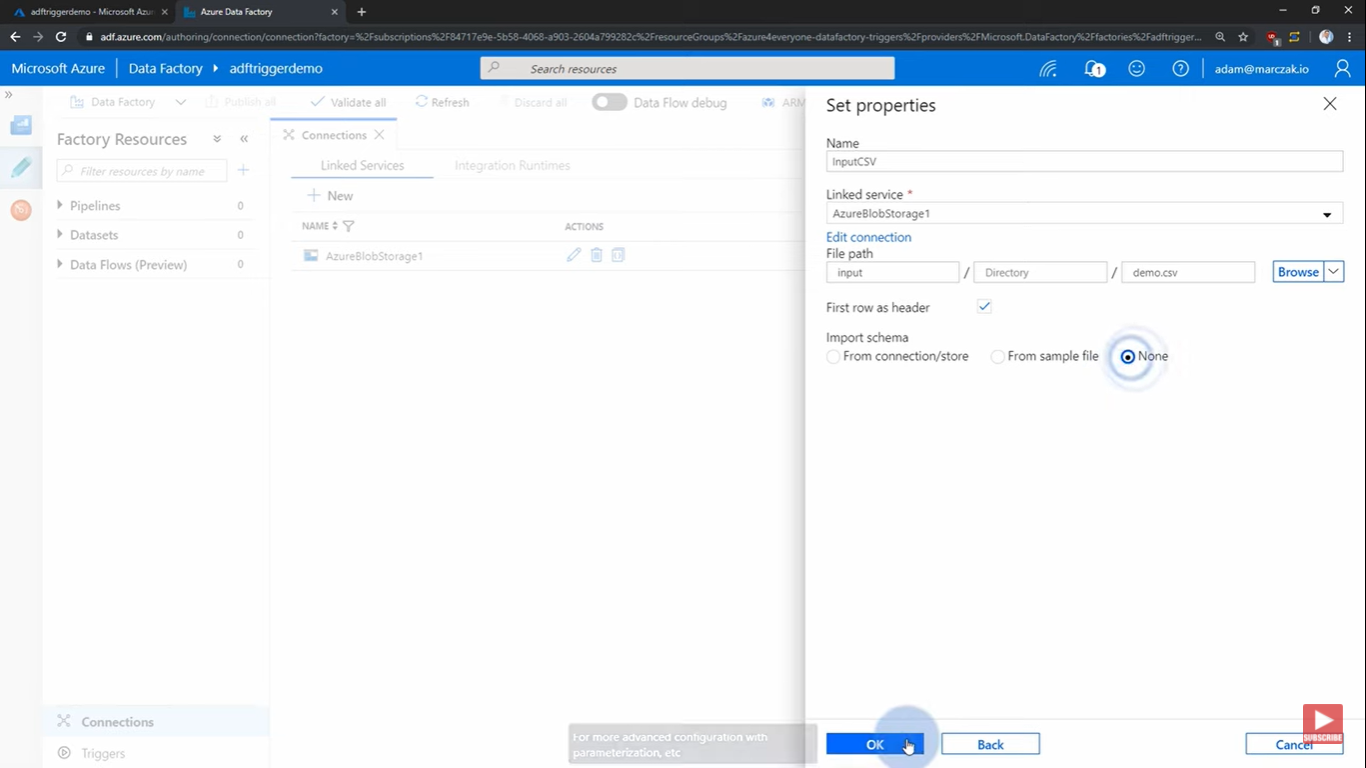 adftriggerdemo - Microsoft Azure
Azure Data Factory
adf.azure.com/authoring/connection/connection?factory=%2Fsubscriptions%2F84717e9e-5b58-4068-a903-2604a799282c%2FresourceGroups%2Fazure4everyone-datafactory-triggers%2Fproviders%2FMicrosoft.DataFactory%2Ffactories%2Fadftrigger...
Microsoft Azure
Data Factory
adftriggerdemo
Search resources
1
adam@marczak.io
Data Factory
Publish all
Validate all
Refresh
Discard all
Data Flow debug
ARM
Factory Resources
Filter resources by name
Pipelines 0
Datasets 0
Data Flows (Preview) 0
Connections
Triggers
Connections
Linked Services
Integration Runtimes
New
NAME
ACTIONS
AzureBlobStorage1
For more advanced configuration with
parameterization, etc
Set properties
Name
InputCSV
Linked service *
AzureBlobStorage1
Edit connection
File path
input / Directory / demo.csv
Browse
First row as header
Import schema
From connection/store
From sample file
None
OK
Back
Cancel
SUBSCRIBE